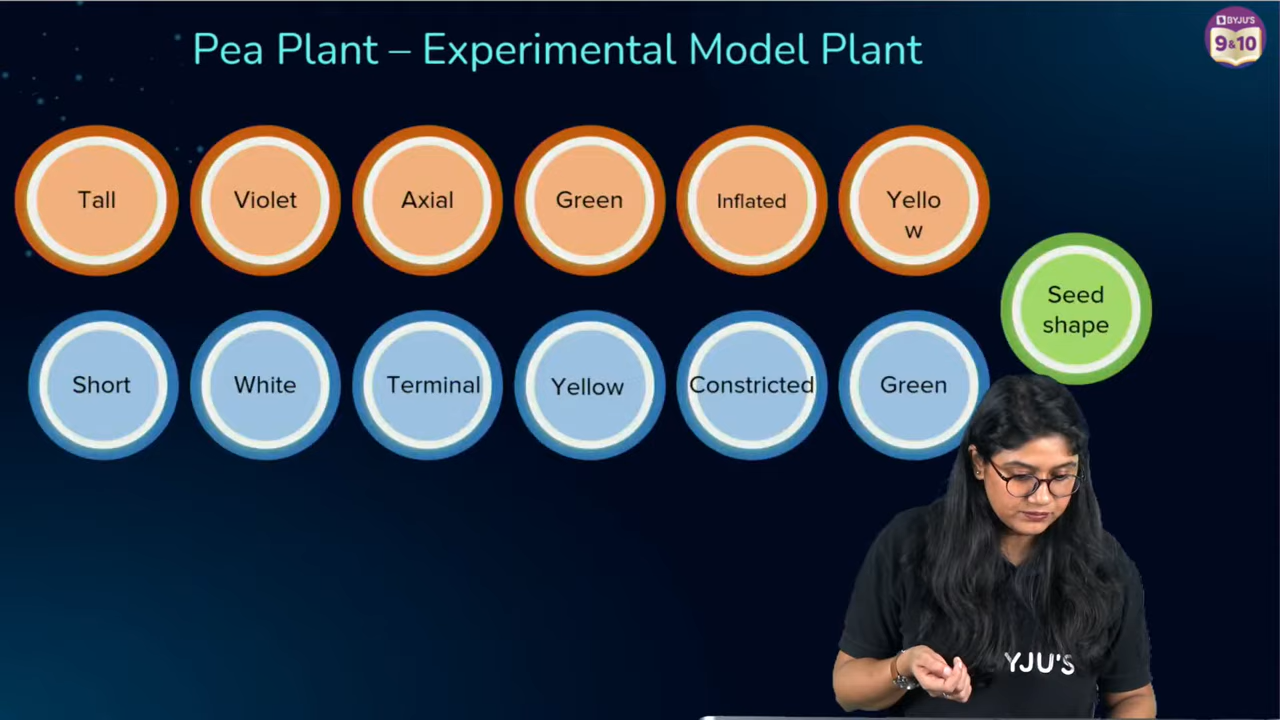 Pea Plant – Experimental Model Plant
BYJU'S
9&10
Tall
Violet
Axial
Green
Inflated
Yello
w
Seed
shape
Short
White
Terminal
Yellow
Constricted
Green
YJU'S